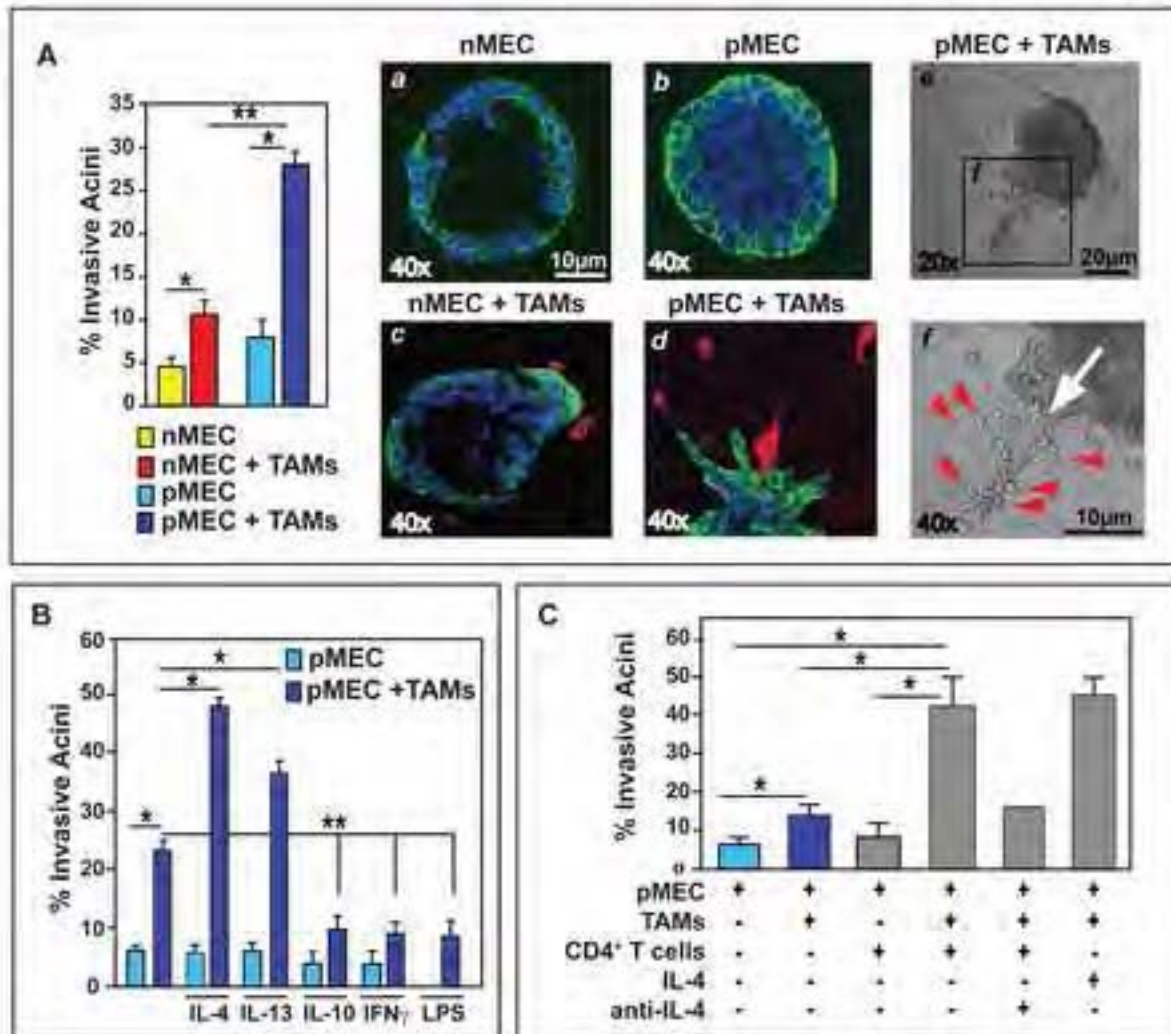 A
nMEC
pMEC
pMEC + TAMs
% Invasive Acini
35
30
25
20
15
10
5
0
**
*
*
nMEC
nMEC + TAMs
pMEC
pMEC + TAMs
a
40x
10μm
b
40x
e
f
20x
20μm
nMEC + TAMs
pMEC + TAMs
c
40x
d
40x
f
40x
10μm
B
% Invasive Acini
60
50
40
30
20
10
0
pMEC
pMEC +TAMs
*
*
*
**
IL-4 IL-13 IL-10 IFNγ LPS
C
% Invasive Acini
60
50
40
30
20
10
0
*
*
*
*
pMEC + + + + + +
TAMs - + - + + +
CD4⁺ T cells - - + + + -
IL-4 - - - - - +
anti-IL-4 - - - - + -